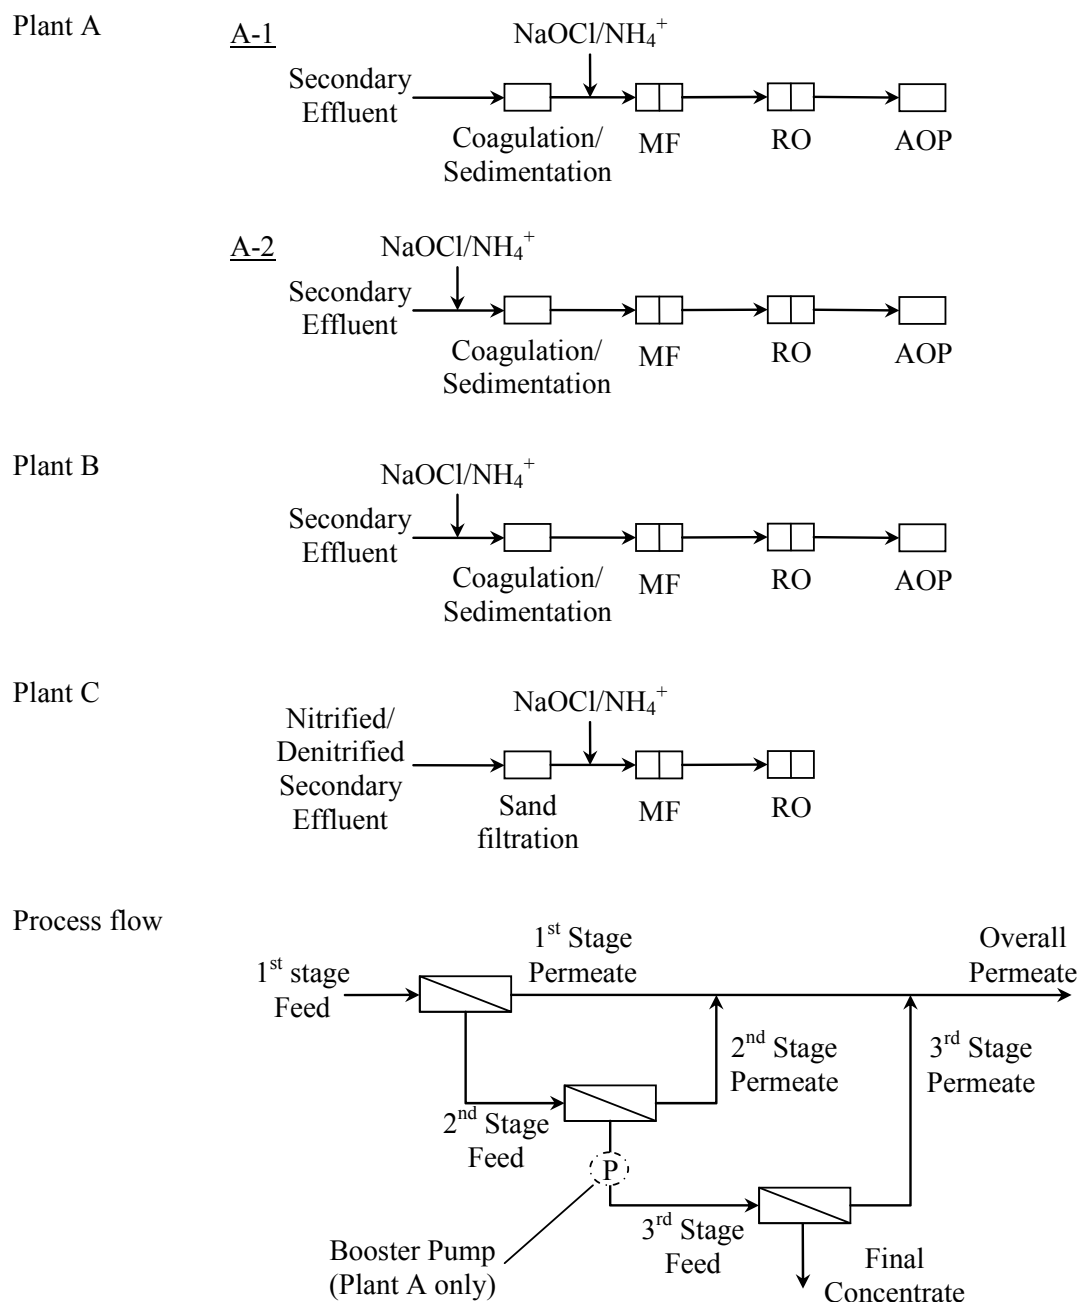 Plant A
A-1
NaOCl/NH₄⁺
Secondary
Effluent
Coagulation/
Sedimentation
MF
RO
AOP
A-2
NaOCl/NH₄⁺
Secondary
Effluent
Coagulation/
Sedimentation
MF
RO
AOP
Plant B
NaOCl/NH₄⁺
Secondary
Effluent
Coagulation/
Sedimentation
MF
RO
AOP
Plant C
NaOCl/NH₄⁺
Nitrified/
Denitrified
Secondary
Effluent
Sand
filtration
MF
RO
Process flow
1st stage
Feed
1st Stage
Permeate
Overall
Permeate
2nd Stage
Feed
2nd Stage
Permeate
3rd Stage
Permeate
P
3rd Stage
Feed
Booster Pump
(Plant A only)
Final
Concentrate